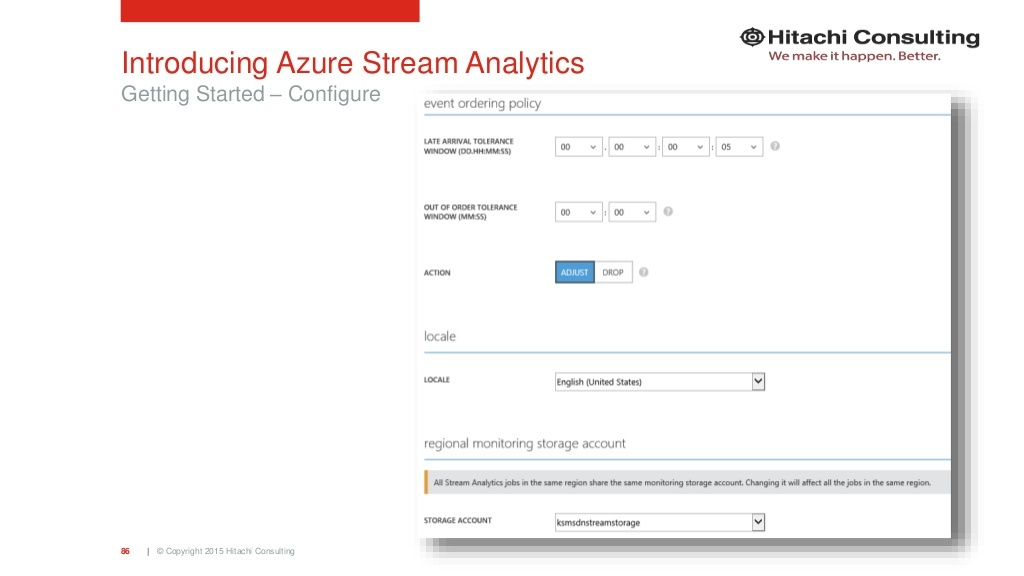 Hitachi Consulting
We make it happen. Better.
Introducing Azure Stream Analytics
Getting Started – Configure
event ordering policy
LATE ARRIVAL TOLERANCE
WINDOW (DD.HH:MM:SS)
00 . 00 : 00 : 05
OUT OF ORDER TOLERANCE
WINDOW (MM:SS)
00 : 00
ACTION
ADJUST DROP
locale
LOCALE
English (United States)
regional monitoring storage account
All Stream Analytics jobs in the same region share the same monitoring storage account. Changing it will affect all the jobs in the same region.
STORAGE ACCOUNT
ksmsdnstreamstorage
86 | © Copyright 2015 Hitachi Consulting